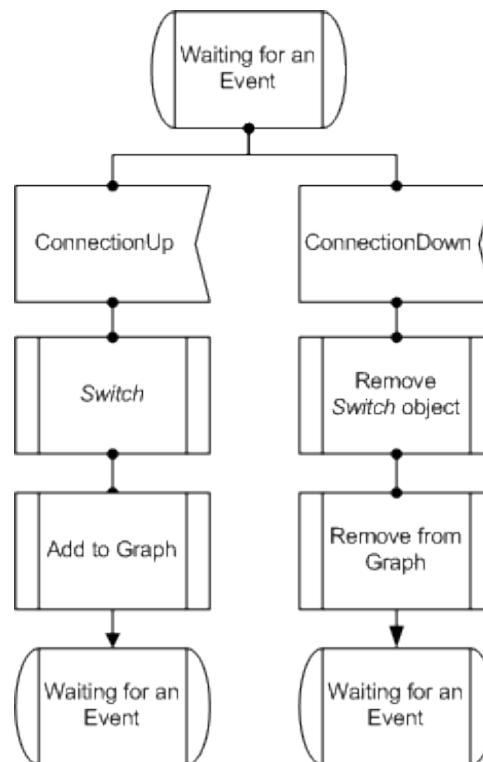 Waiting for an
Event
ConnectionUp
ConnectionDown
Switch
Remove
Switch object
Add to Graph
Remove from
Graph
Waiting for an
Event
Waiting for an
Event